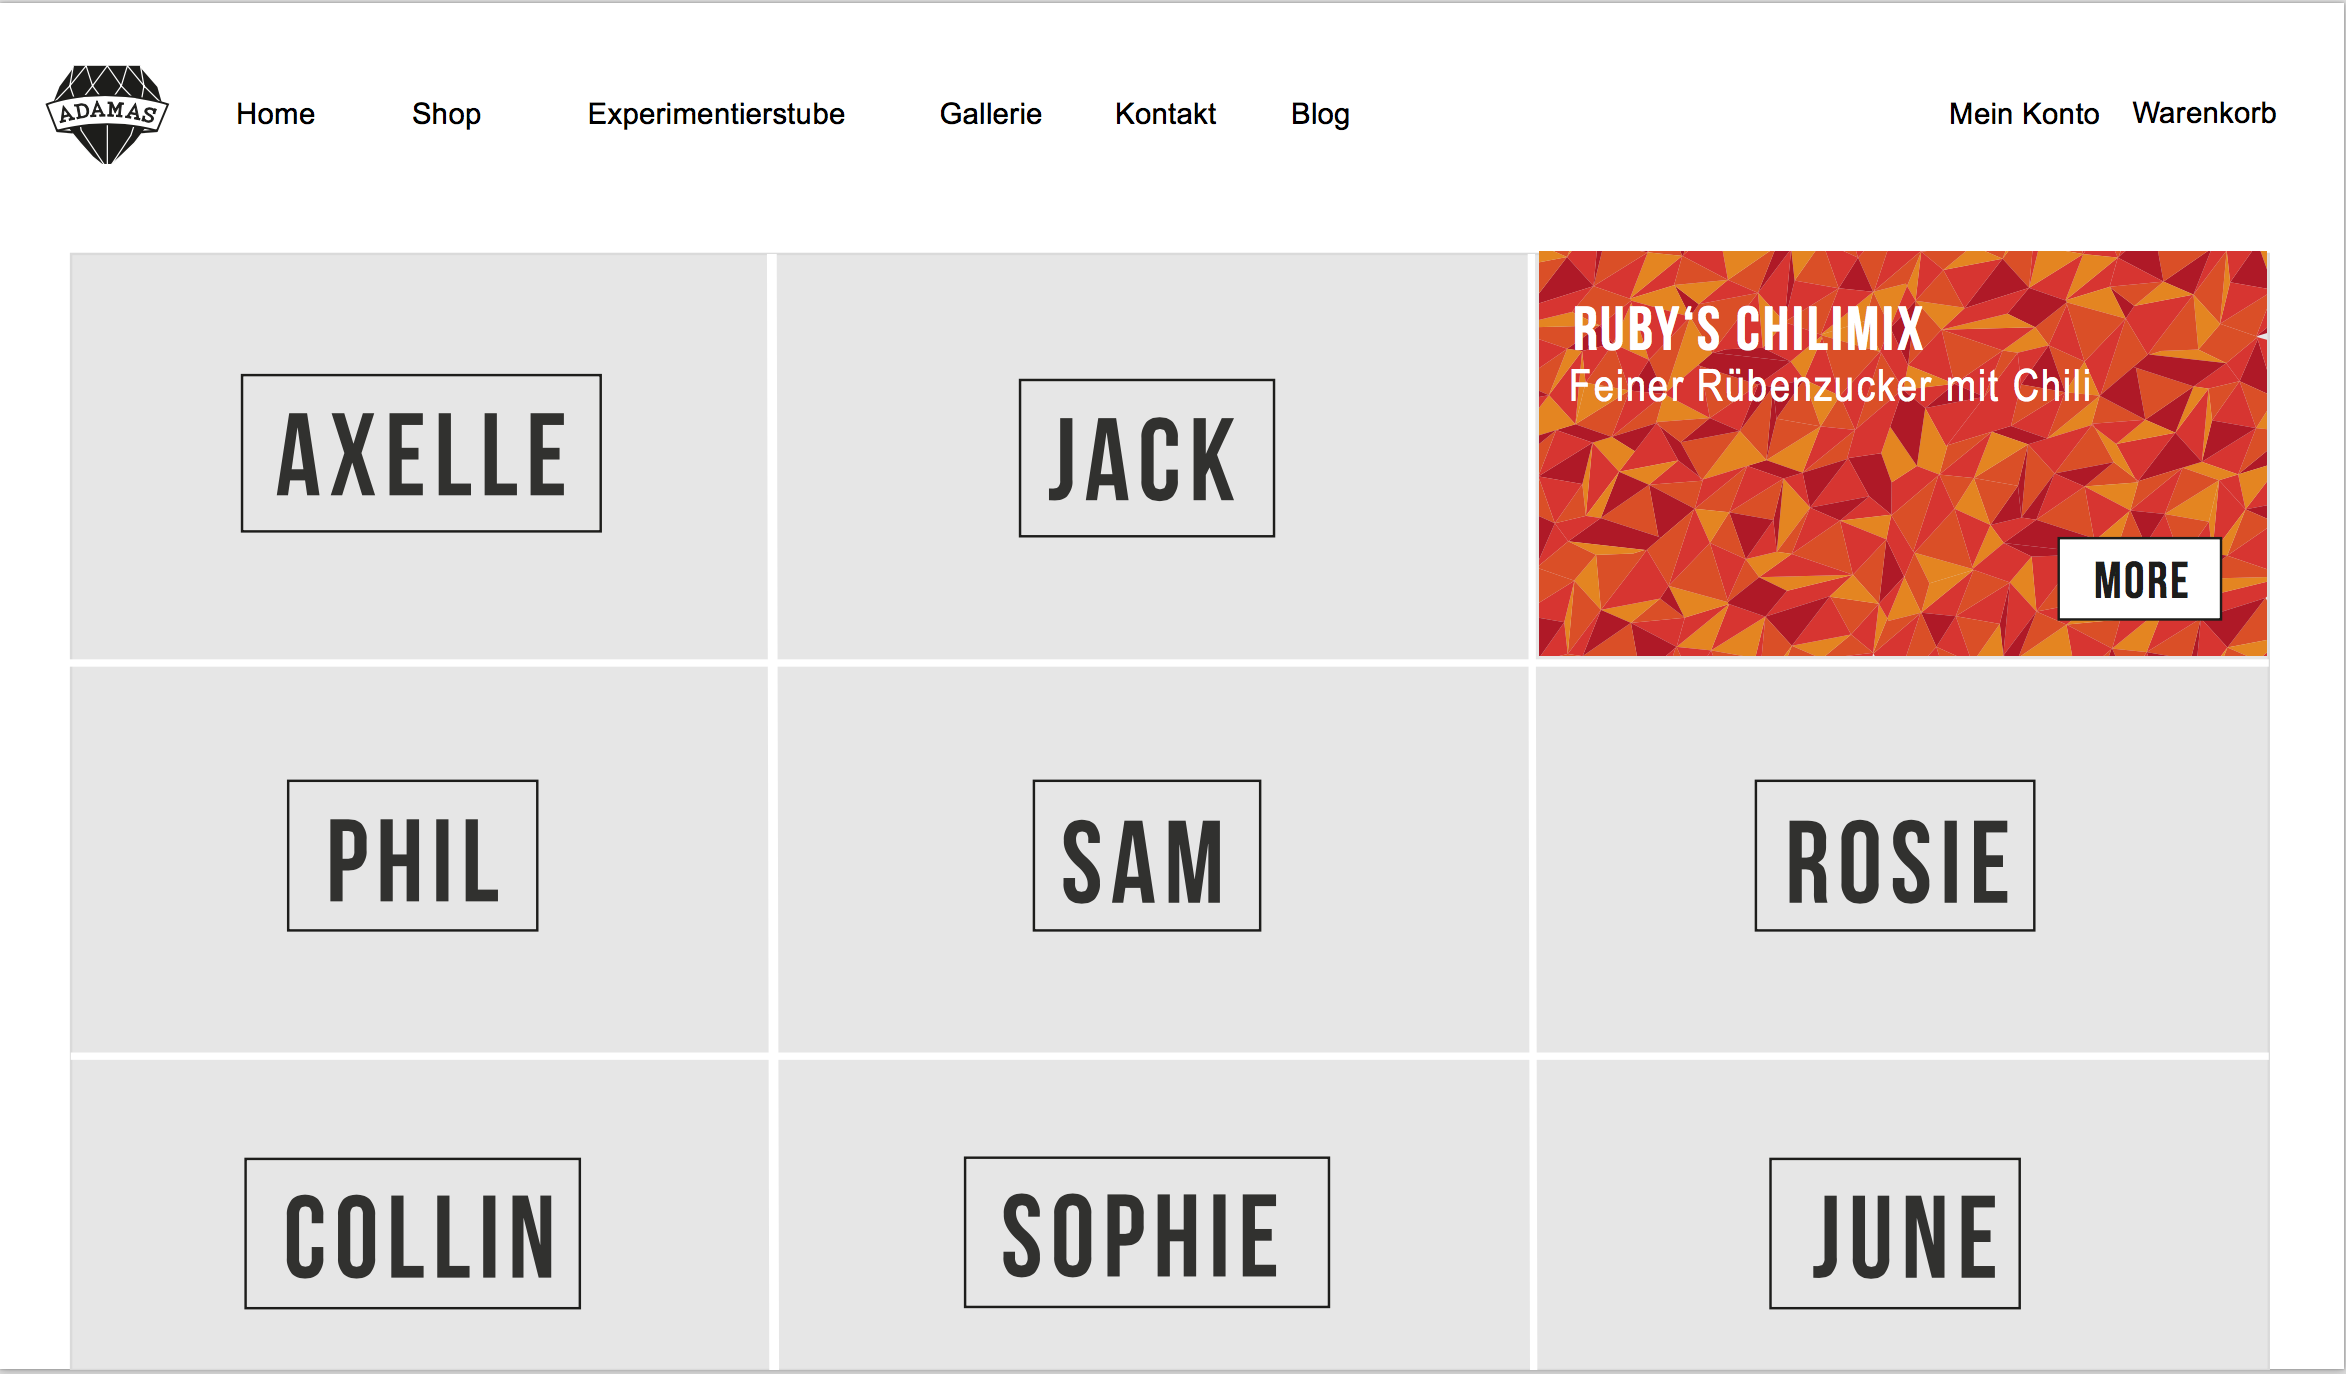 ADAMAS
Home Shop Experimentierstube Gallerie Kontakt Blog Mein Konto Warenkorb
AXELLE
JACK
RUBY‘S CHILIMIX
Feiner Rübenzucker mit Chili
MORE
PHIL
SAM
ROSIE
COLLIN
SOPHIE
JUNE